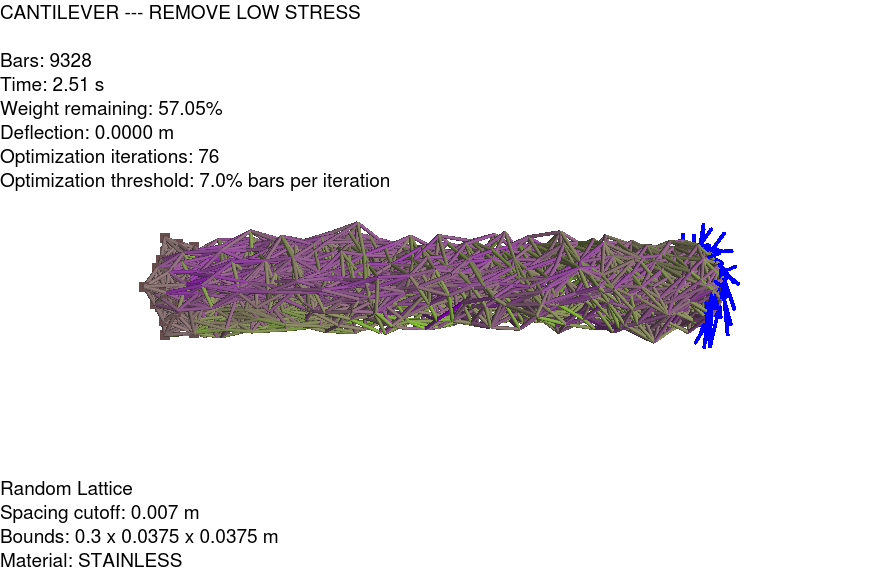 CANTILEVER --- REMOVE LOW STRESS
Bars: 9328
Time: 2.51 s
Weight remaining: 57.05%
Deflection: 0.0000 m
Optimization iterations: 76
Optimization threshold: 7.0% bars per iteration
Random Lattice
Spacing cutoff: 0.007 m
Bounds: 0.3 x 0.0375 x 0.0375 m
Material: STAINLESS